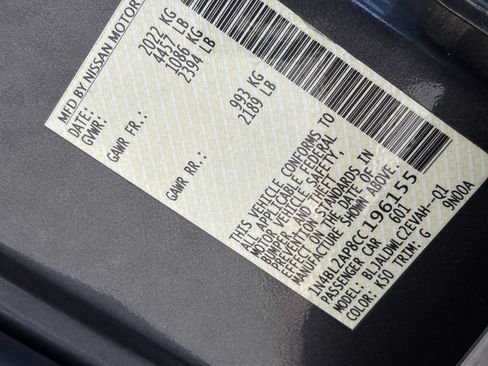 MFD BY NISSAN MOTOR
DATE:
GVWR: 2027 KG
4457 LB
GAWR FR.: 1086 KG
2394 LB
GAWR RR.: 993 KG
2189 LB
THIS VEHICLE CONFORMS TO
ALL APPLICABLE FEDERAL
MOTOR VEHICLE SAFETY,
BUMPER, AND THEFT
PREVENTION STANDARDS IN
EFFECT ON THE DATE OF
MANUFACTURE SHOWN ABOVE.
1N4BL2AP8CC196155
PASSENGER CAR 601
MODEL: BL1ALDWLC2EVAH-Q1
COLOR: K50 TRIM: G 9N00A